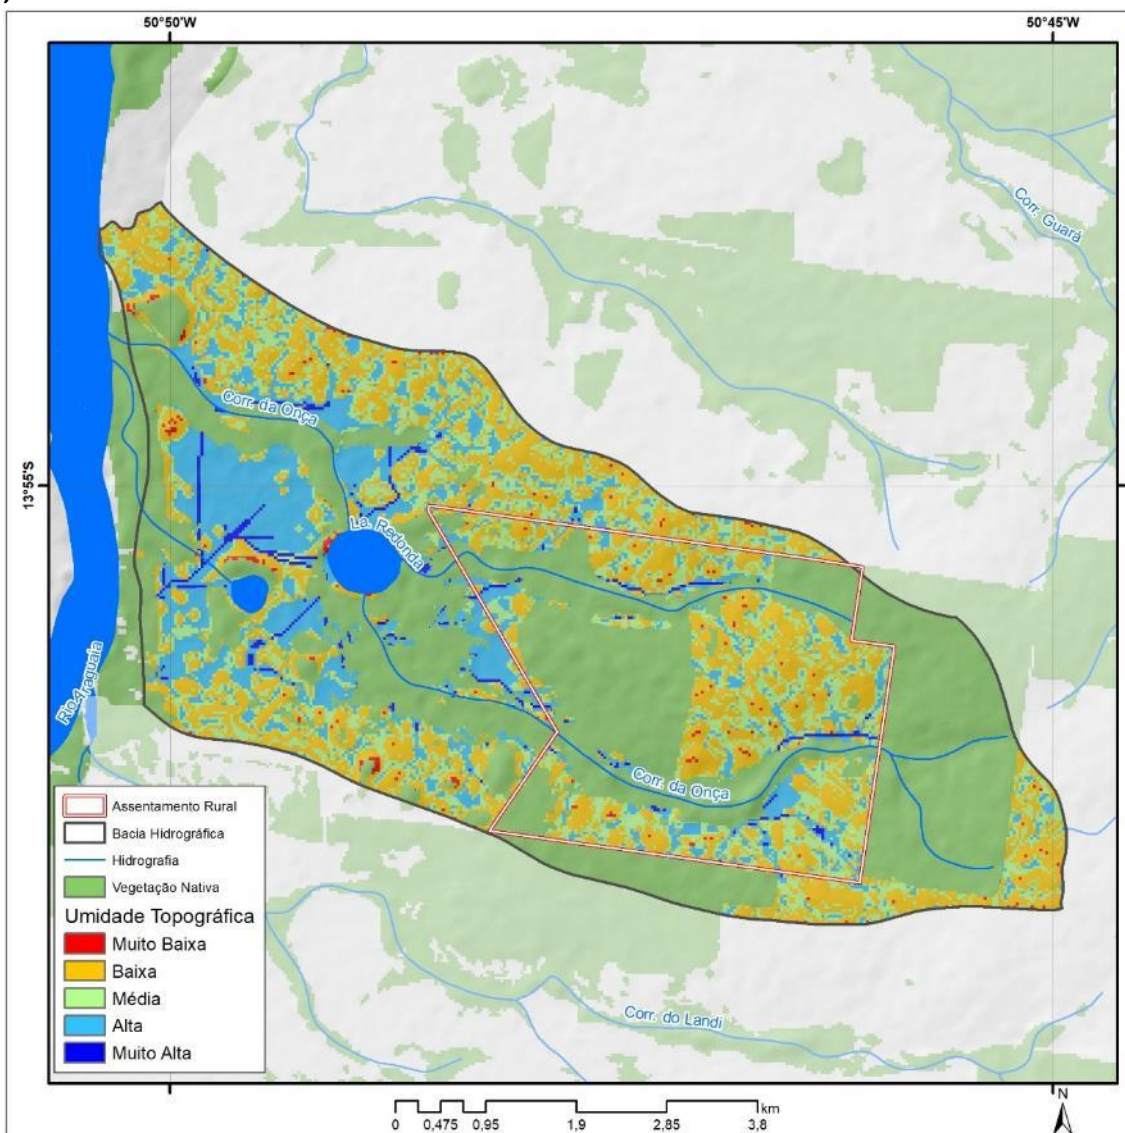 )
50°50'W
50°45'W
Corr. Guará
Corr. da Onça
13°55'S
La. Redonda
Rio Araguaia
Corr. da Onça
Assentamento Rural
Bacia Hidrográfica
Hidrografia
Vegetação Nativa
Umidade Topográfica
Muito Baixa
Baixa
Média
Alta
Muito Alta
Corr. do Landi
N
km
0 0,475 0,95 1,9 2,85 3,8